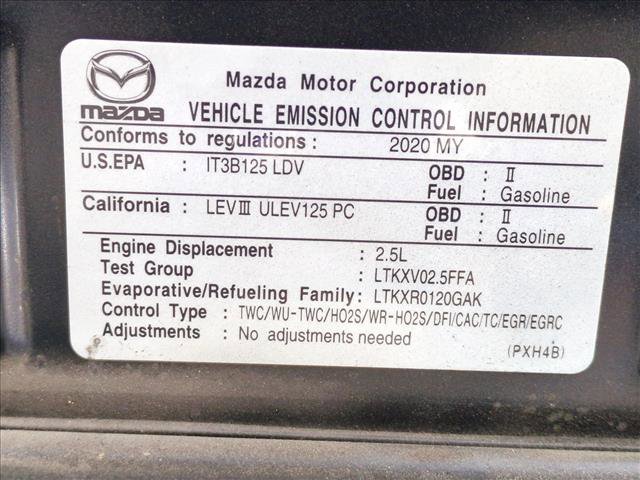 Mazda Motor Corporation
mazda VEHICLE EMISSION CONTROL INFORMATION
Conforms to regulations : 2020 MY
U.S.EPA : IT3B125 LDV OBD : II
Fuel : Gasoline
California : LEVIII ULEV125 PC OBD : II
Fuel : Gasoline
Engine Displacement : 2.5L
Test Group : LTKXV02.5FFA
Evaporative/Refueling Family: LTKXR0120GAK
Control Type : TWC/WU-TWC/HO2S/WR-HO2S/DFI/CAC/TC/EGR/EGRC
Adjustments : No adjustments needed
(PXH4B)